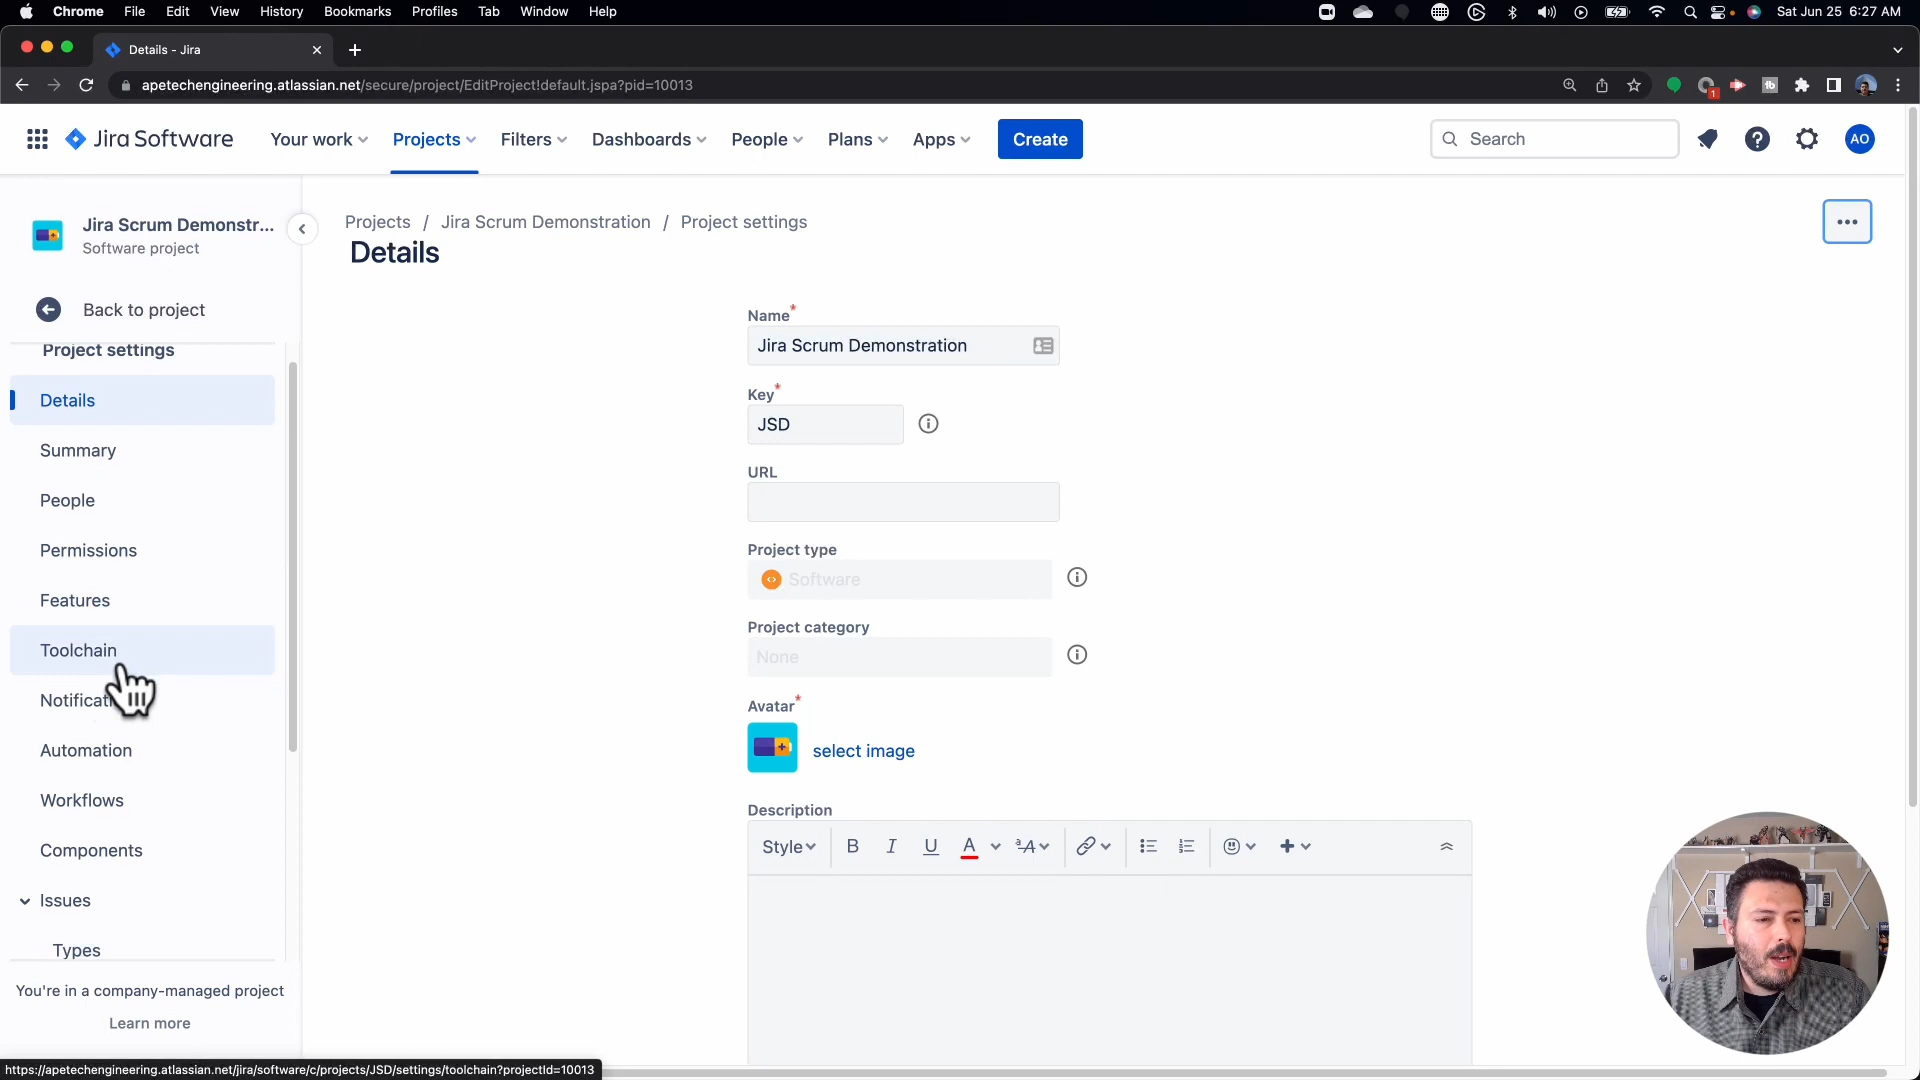 Chrome File Edit View History Bookmarks Profiles Tab Window Help Sat Jun 25 6:27 AM
Details - Jira
apetechengineering.atlassian.net/secure/project/EditProject!default.jspa?pid=10013
1 tb
Jira Software Your work Projects Filters Dashboards People Plans Apps Create Search AO
Jira Scrum Demonstr...
Software project
Back to project
Project settings
Details
Summary
People
Permissions
Features
Toolchain
Automation
Workflows
Components
Issues
Types
You're in a company-managed project
Learn more
Projects / Jira Scrum Demonstration / Project settings
Details
Name*
Jira Scrum Demonstration
Key*
JSD
URL
Project type
Software
Project category
None
Avatar*
select image
Description
Style B I U A A
https://apetechengineering.atlassian.net/jira/software/c/projects/JSD/settings/toolchain?projectId=10013